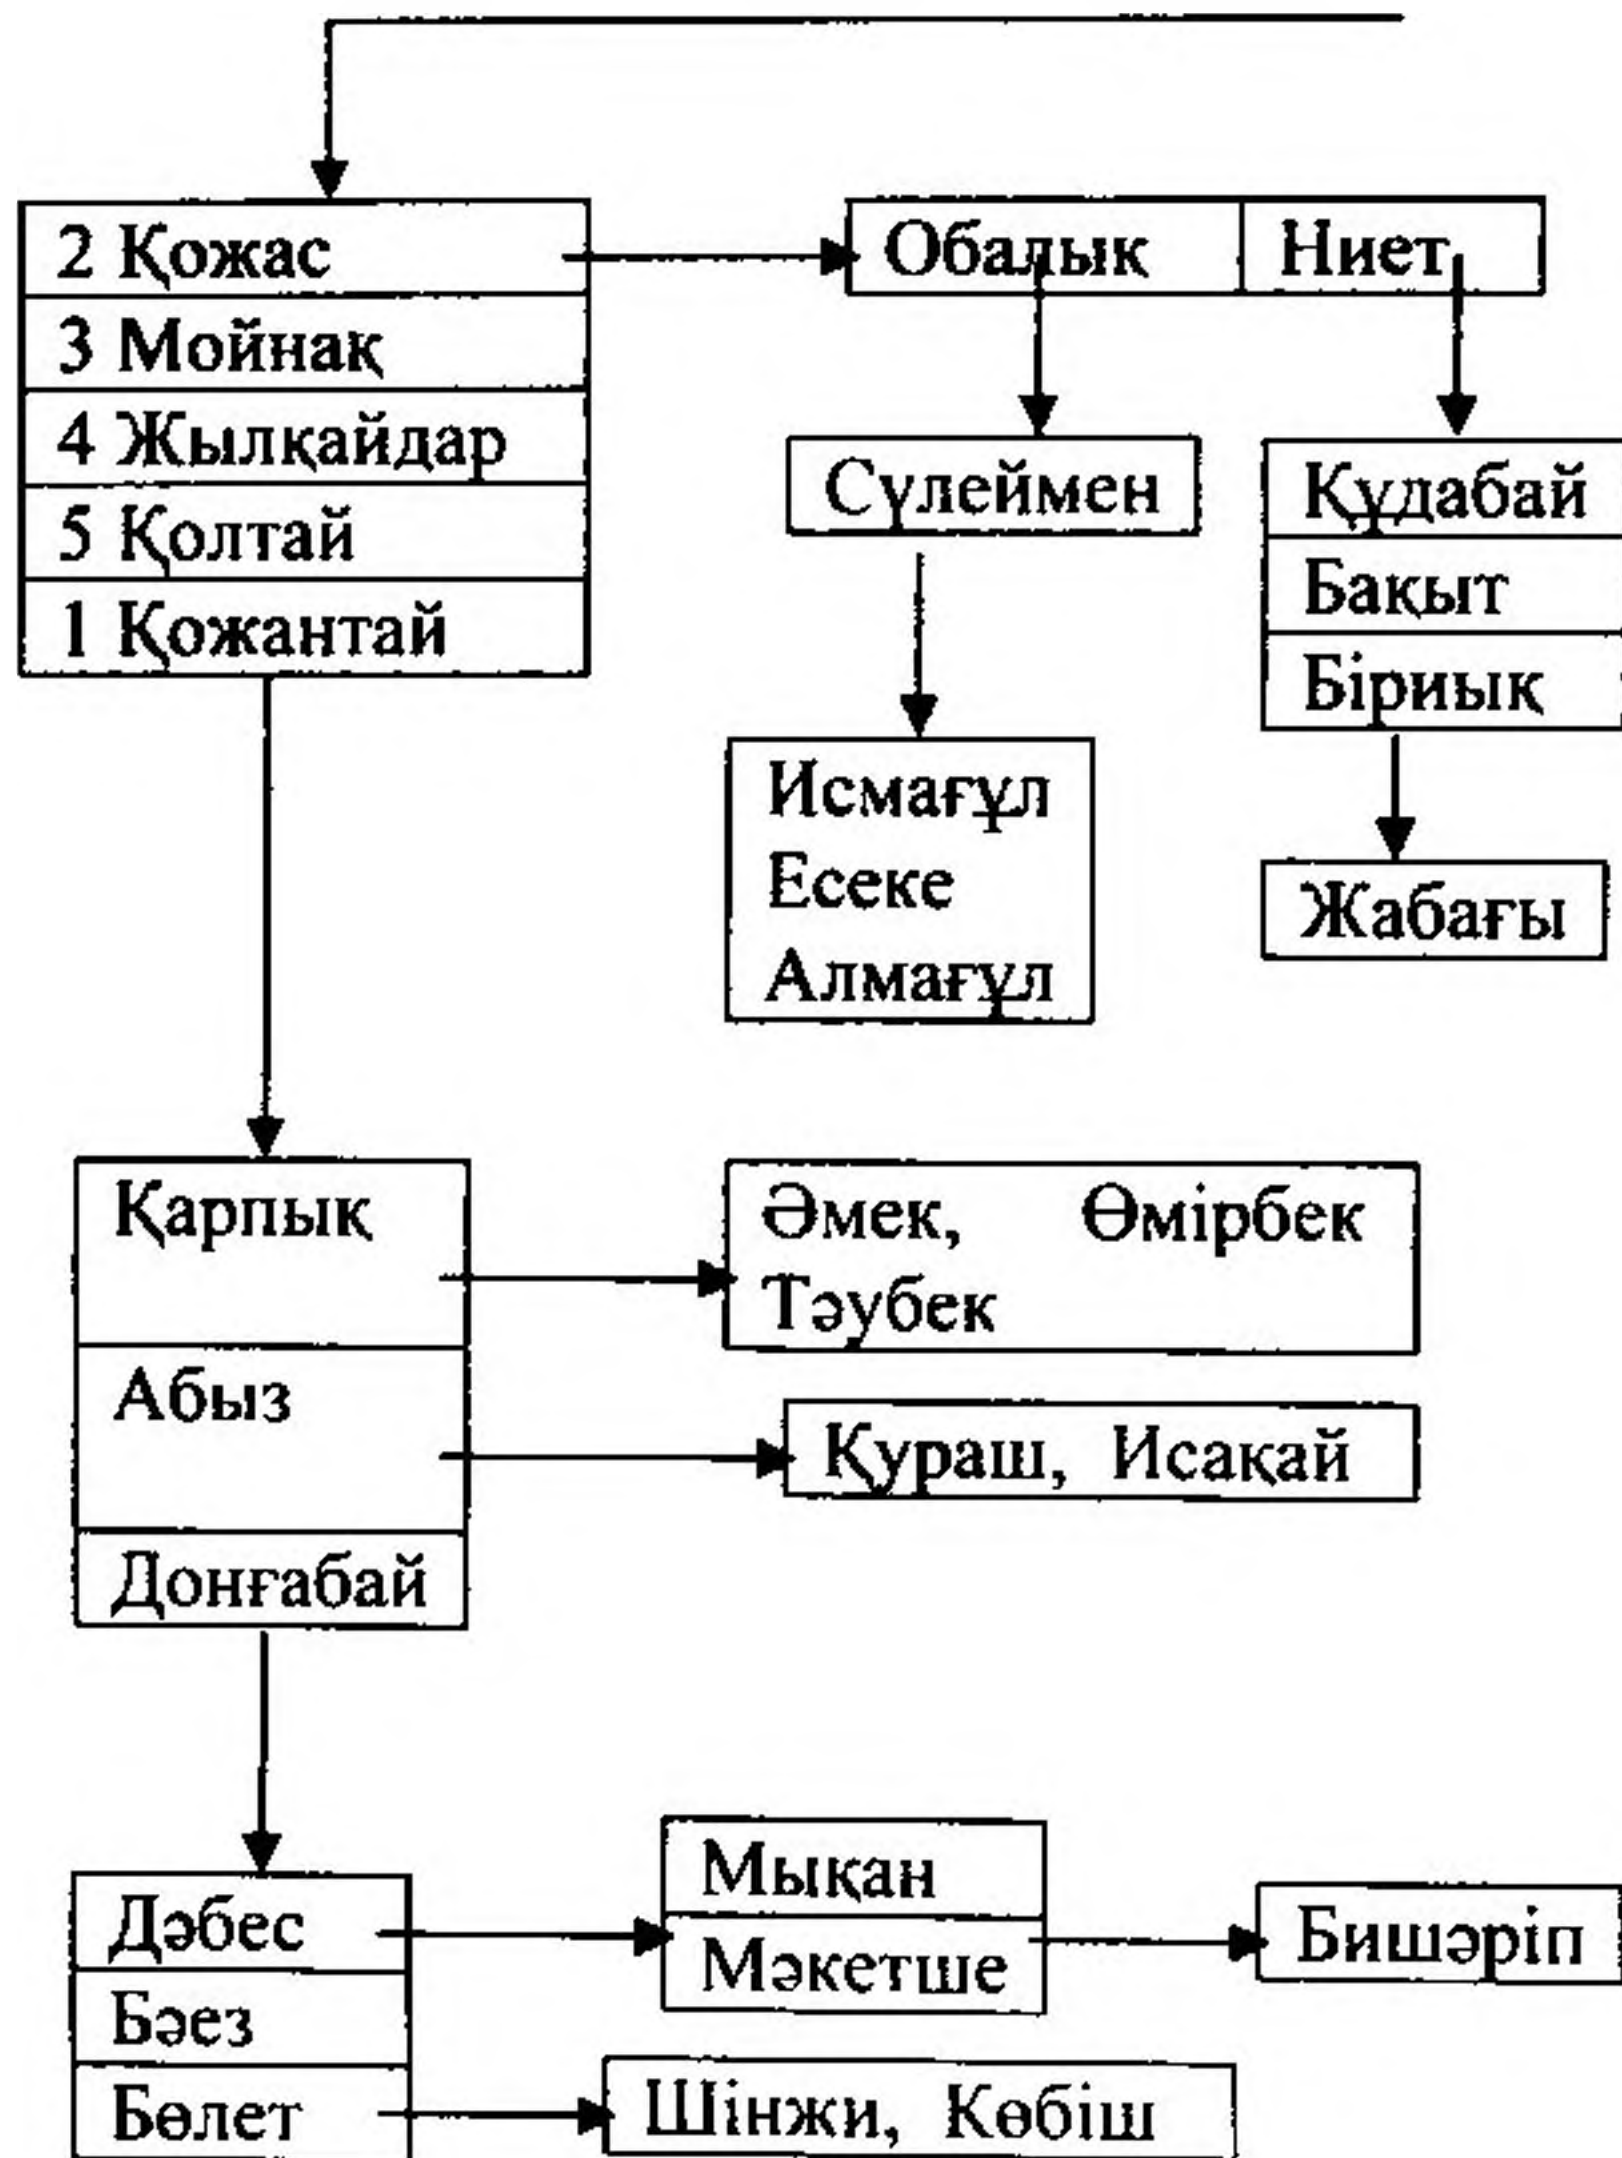 2 Қожас
3 Мойнақ
4 Жылқайдар
5 Қолтай
1 Қожантай
Обалық Ниет
Сүлеймен
Құдабай
Бақыт
Біриық
Исмағұл
Есеке
Алмағұл
Жабағы
Қарпық
Әмек, Өмірбек
Тәубек
Абыз
Қураш, Исақай
Донғабай
Дәбес
Бәез
Бөлет
Мықан
Мәкетше
Бишәріп
Шінжи, Көбіш